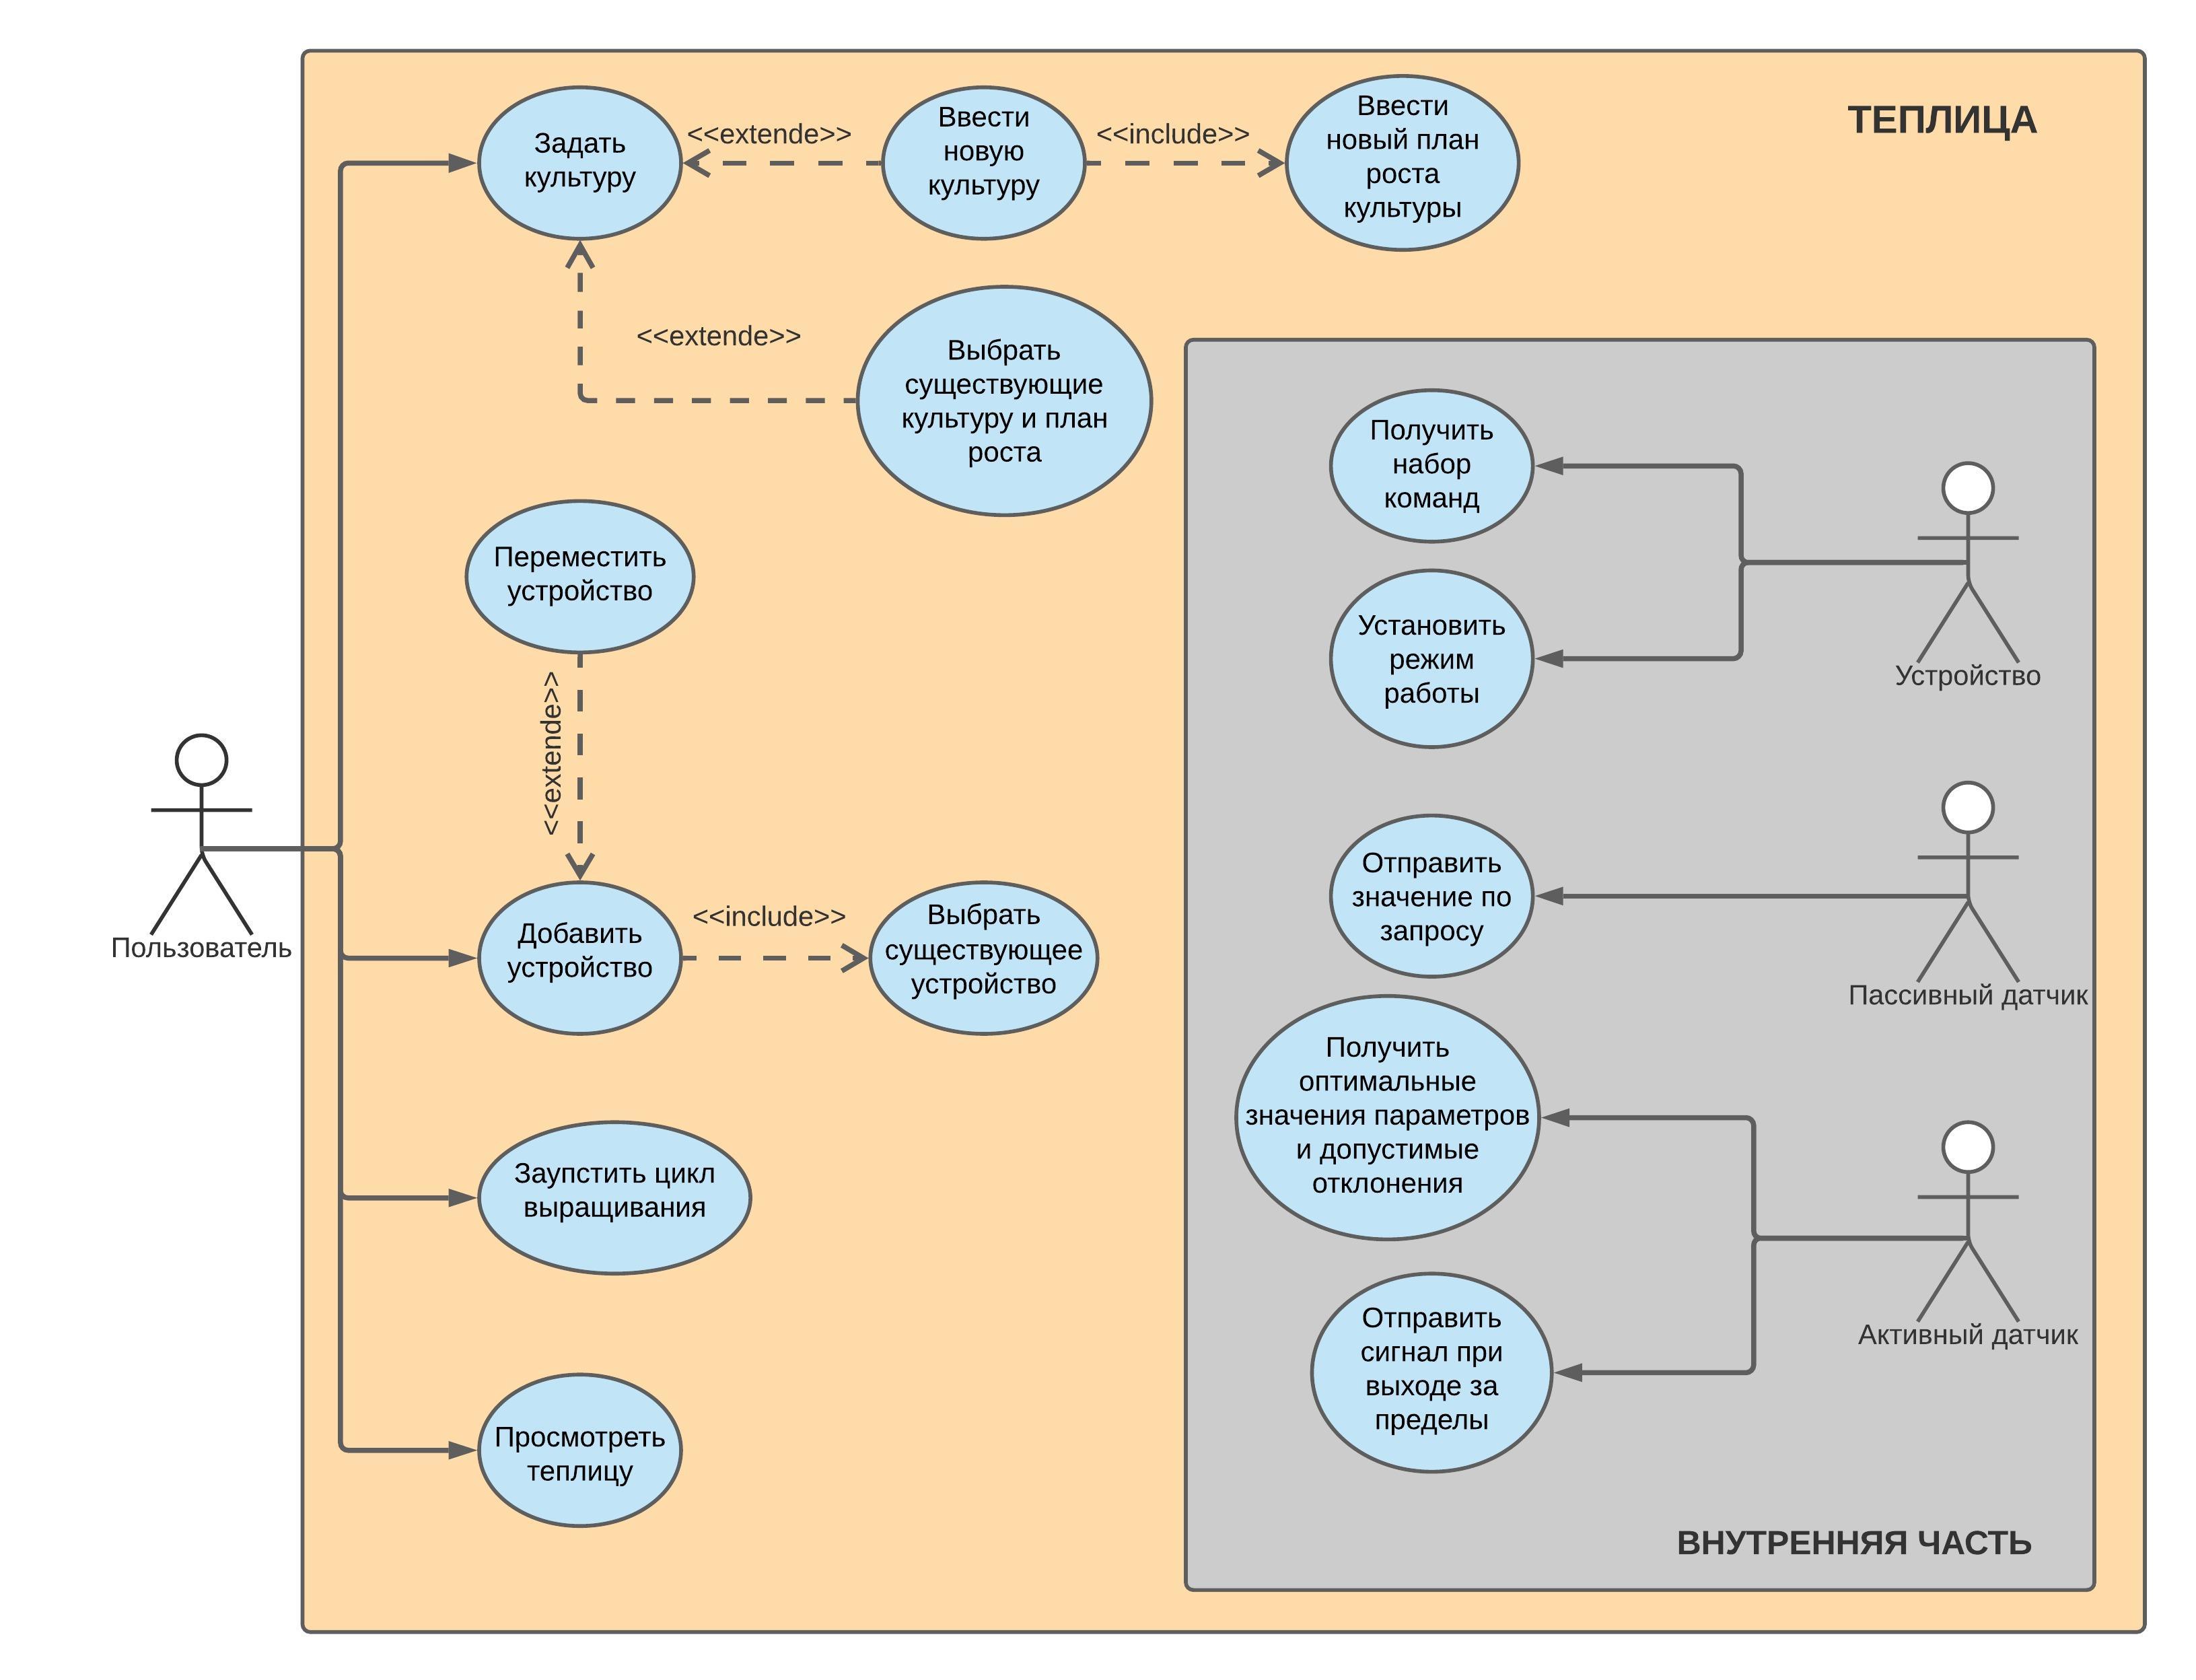 ТЕПЛИЦА
Задать
культуру
<<extende>>
Ввести
новую
культуру
<<include>>
Ввести
новый план
роста
культуры
<<extende>>
Выбрать
существующие
культуру и план
роста
Переместить
устройство
<<extende>>
Пользователь
Добавить
устройство
<<include>>
Выбрать
существующее
устройство
Заупстить цикл
выращивания
Просмотреть
теплицу
Получить
набор
команд
Установить
режим
работы
Устройство
Отправить
значение по
запросу
Пассивный датчик
Получить
оптимальные
значения параметров
и допустимые
отклонения
Отправить
сигнал при
выходе за
пределы
Активный датчик
ВНУТРЕННЯЯ ЧАСТЬ